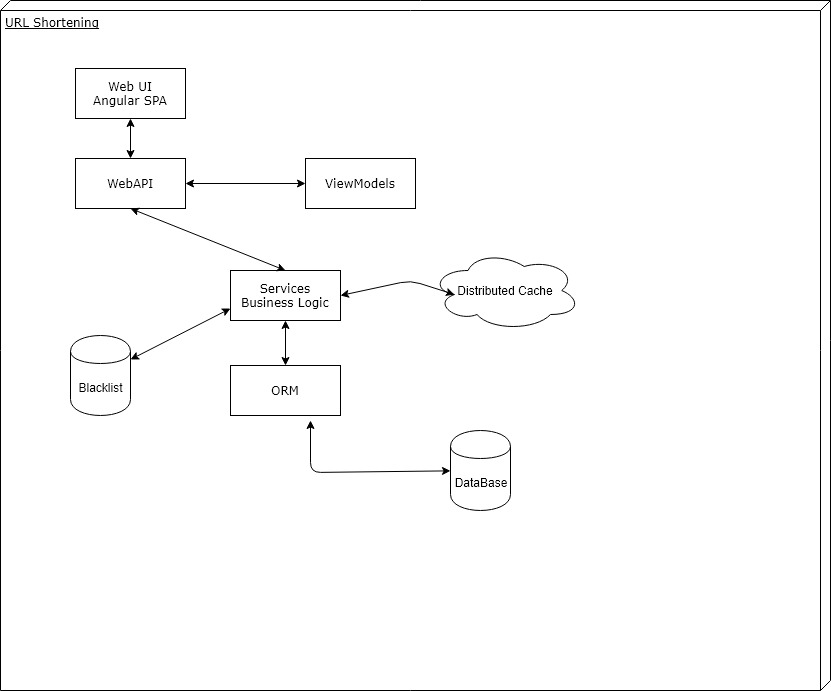 URL Shortening
Web UI
Angular SPA
WebAPI
ViewModels
Services
Business Logic
Distributed Cache
Blacklist
ORM
DataBase